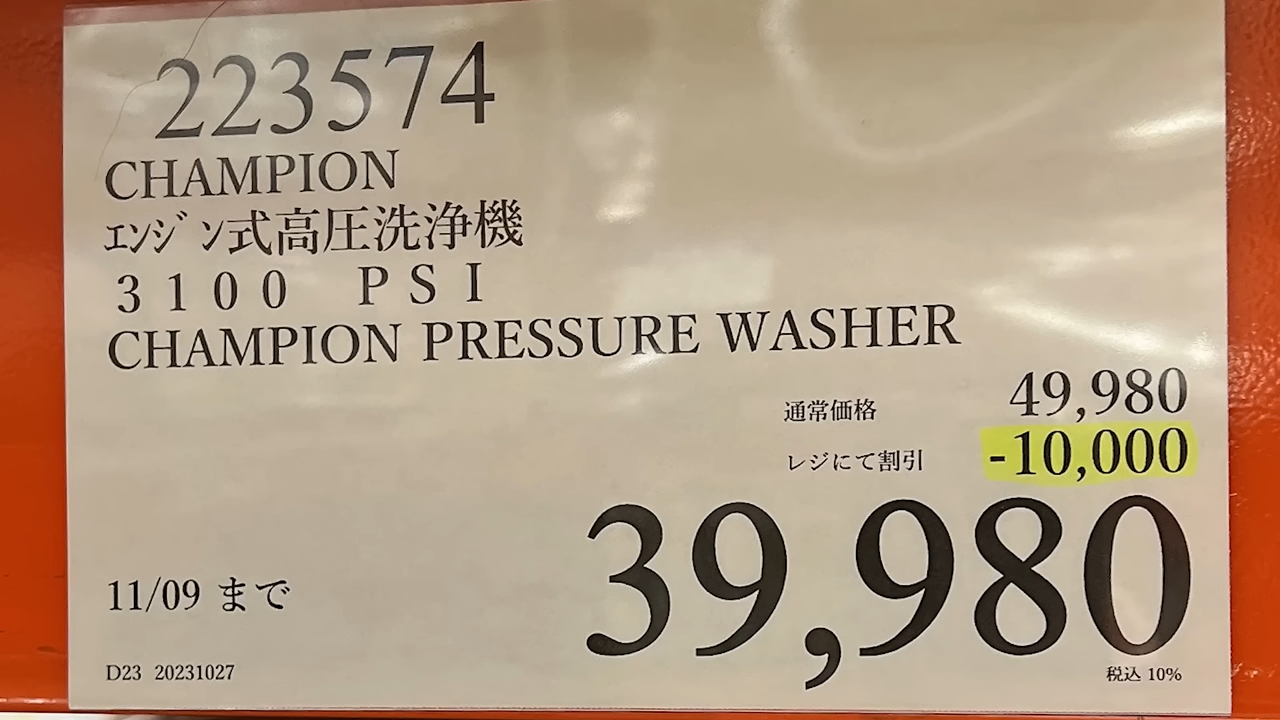 223574
CHAMPION
ｴﾝｼﾞﾝ式高圧洗浄機
３１００　ＰＳＩ
CHAMPION PRESSURE WASHER
通常価格 49,980
レジにて割引 -10,000
39,980
11/09 まで
D23 20231027
税込 10%